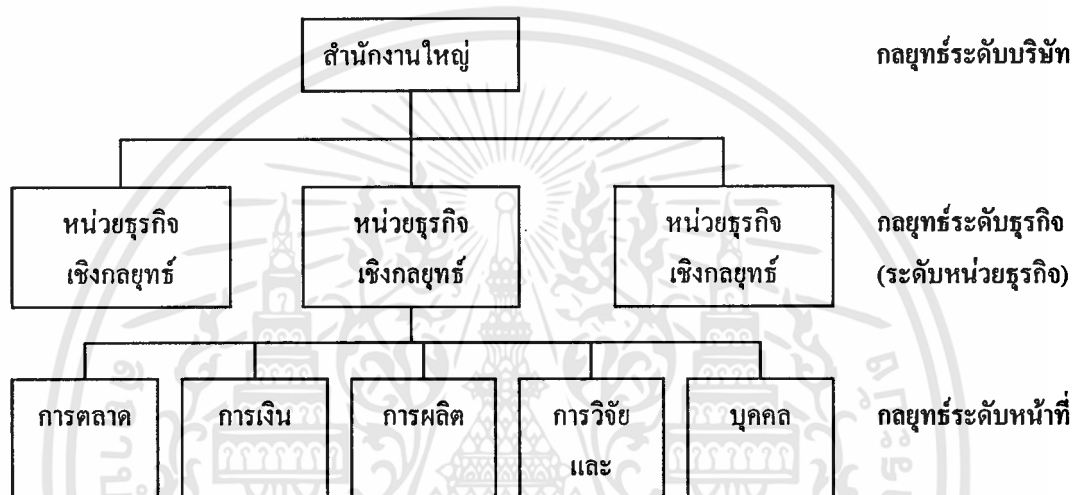 สำนักงานใหญ่ กลยุทธ์ระดับบริษัท
หน่วยธุรกิจ หน่วยธุรกิจ หน่วยธุรกิจ กลยุทธ์ระดับธุรกิจ
เชิงกลยุทธ์ เชิงกลยุทธ์ เชิงกลยุทธ์ (ระดับหน่วยธุรกิจ)
การตลาด การเงิน การผลิต การวิจัย บุคคล กลยุทธ์ระดับหน้าที่
และ